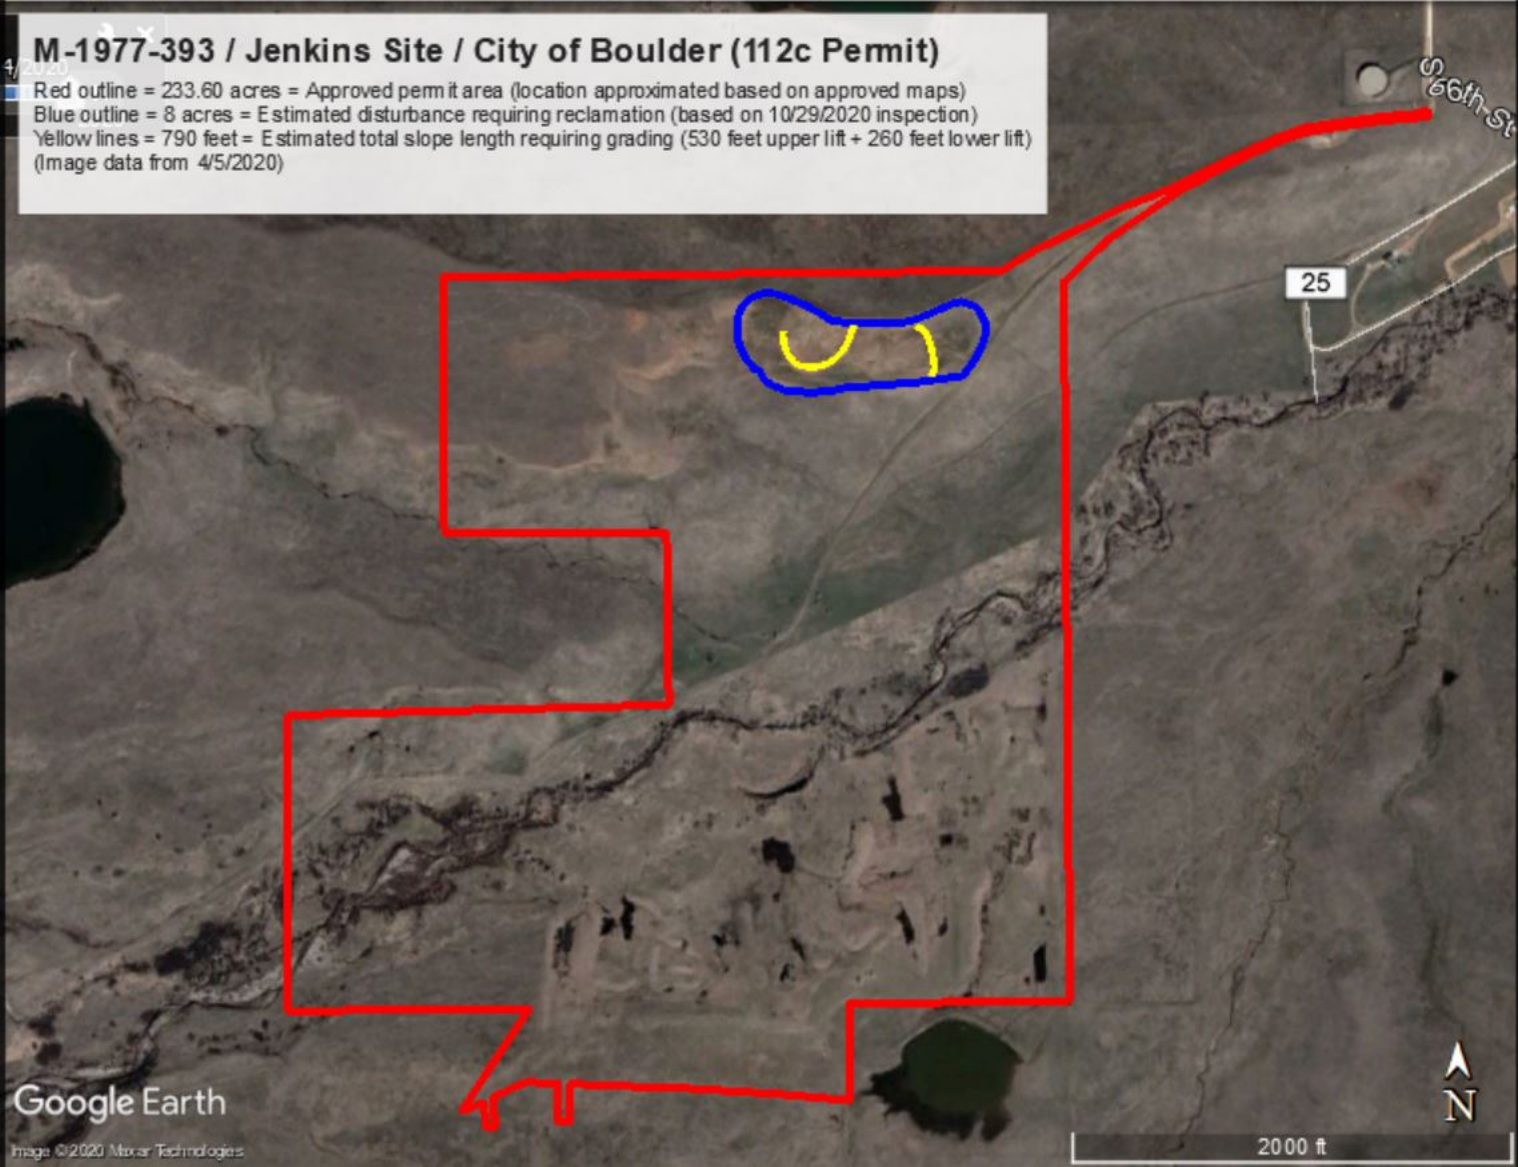 M-1977-393 / Jenkins Site / City of Boulder (112c Permit)
4/2020
Red outline = 233.60 acres = Approved permit area (location approximated based on approved maps)
Blue outline = 8 acres = Estimated disturbance requiring reclamation (based on 10/29/2020 inspection)
Yellow lines = 790 feet = Estimated total slope length requiring grading (530 feet upper lift + 260 feet lower lift)
(Image data from 4/5/2020)
S 66th St
25
Google Earth
N
Image ©2020 Maxar Technologies
2000 ft